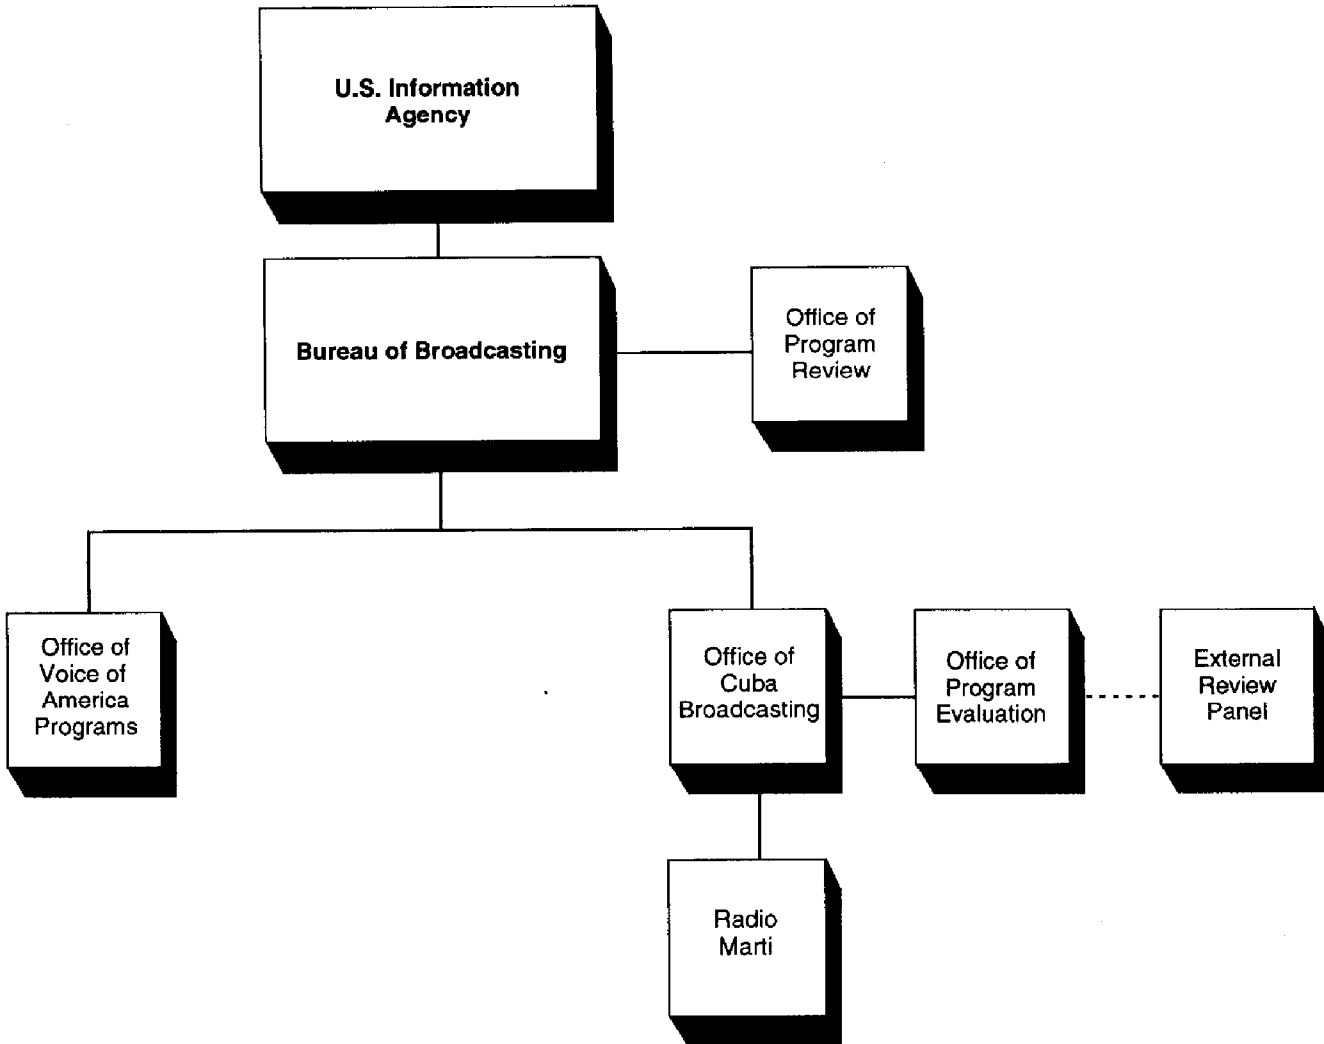 U.S. Information
Agency
Bureau of Broadcasting
Office of
Program
Review
Office of
Voice of
America
Programs
Office of
Cuba
Broadcasting
Office of
Program
Evaluation
External
Review
Panel
Radio
Marti